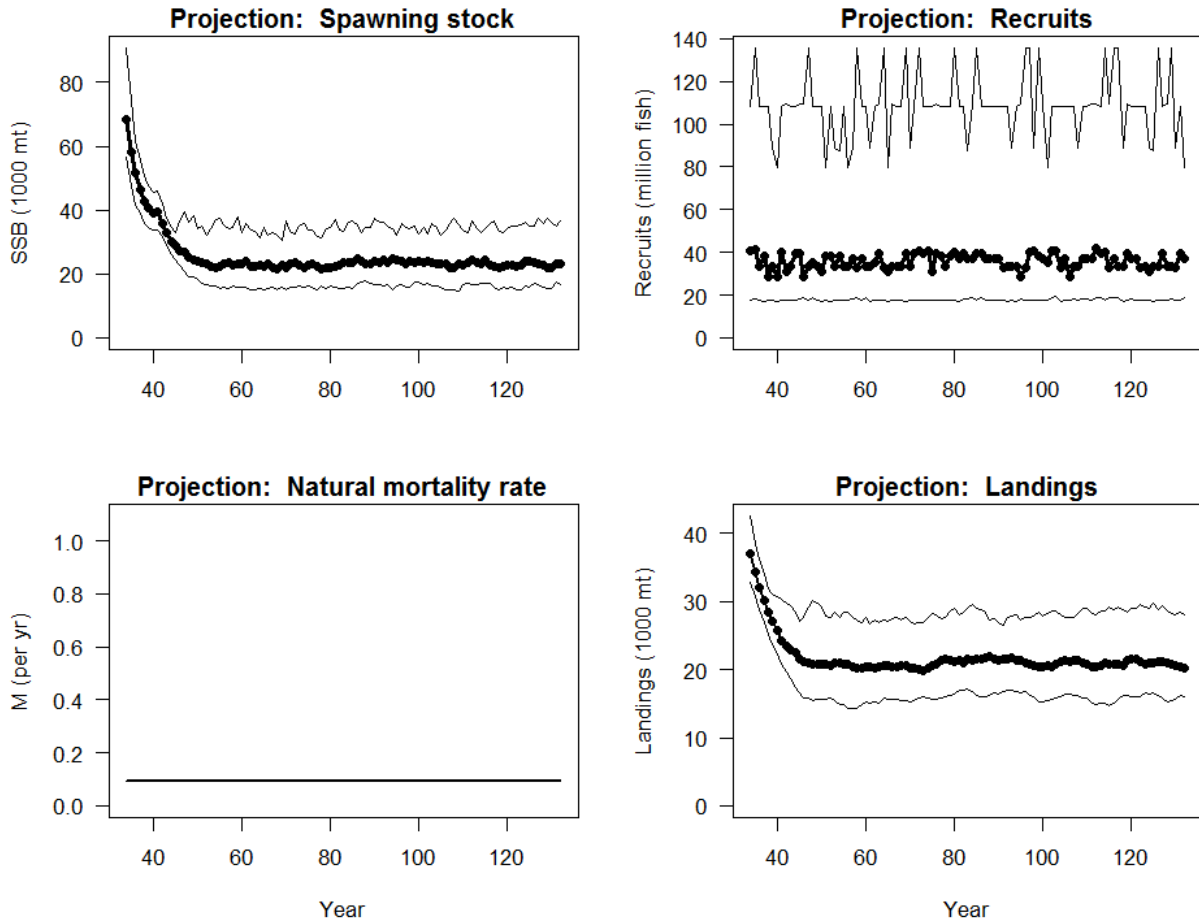 Projection:  Spawning stock
SSB (1000 mt)
80
60
40
20
0
40 60 80 100 120
Projection:  Recruits
Recruits (million fish)
140
120
100
80
60
40
20
0
40 60 80 100 120
Projection:  Natural mortality rate
M (per yr)
1.0
0.8
0.6
0.4
0.2
0.0
40 60 80 100 120
Year
Projection:  Landings
Landings (1000 mt)
40
30
20
10
0
40 60 80 100 120
Year